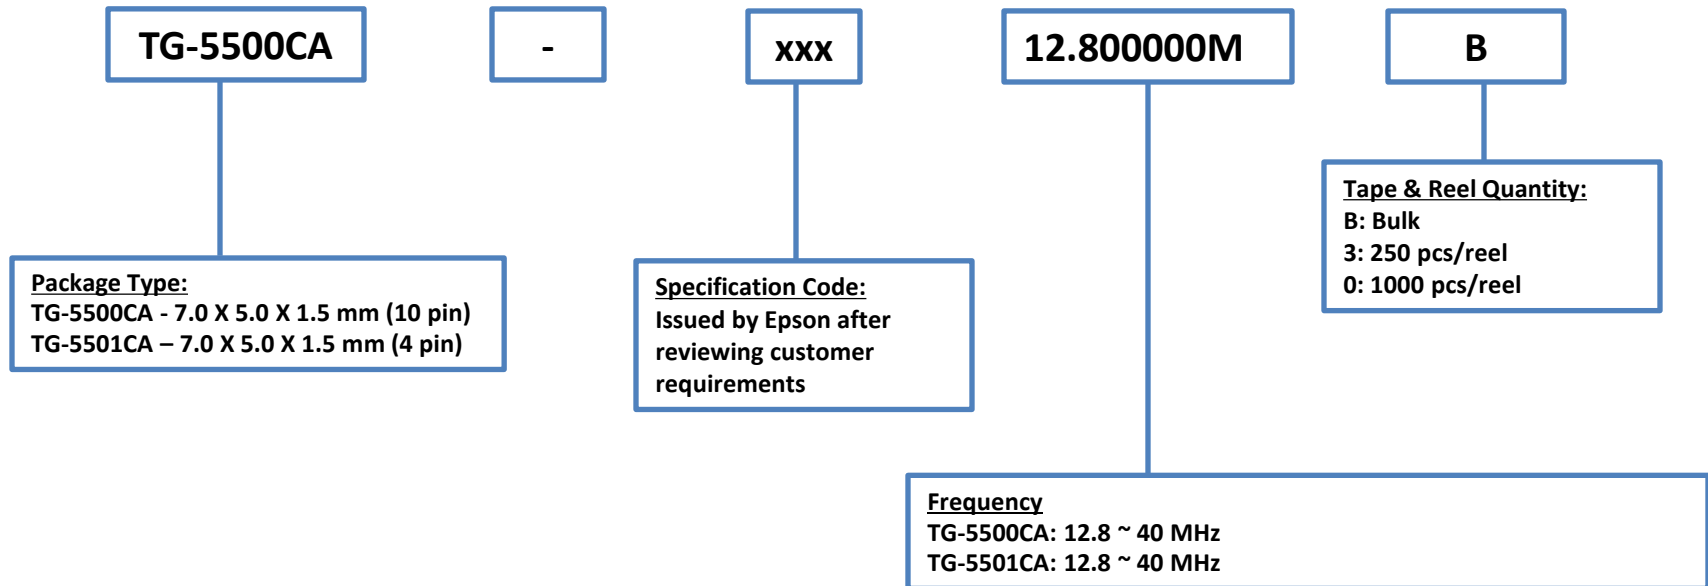 TG-5500CA
-
xxx
12.800000M
B
Tape & Reel Quantity:
B: Bulk
3: 250 pcs/reel
0: 1000 pcs/reel
Package Type:
TG-5500CA - 7.0 X 5.0 X 1.5 mm (10 pin)
TG-5501CA – 7.0 X 5.0 X 1.5 mm (4 pin)
Specification Code:
Issued by Epson after
reviewing customer
requirements
Frequency
TG-5500CA: 12.8 ~ 40 MHz
TG-5501CA: 12.8 ~ 40 MHz